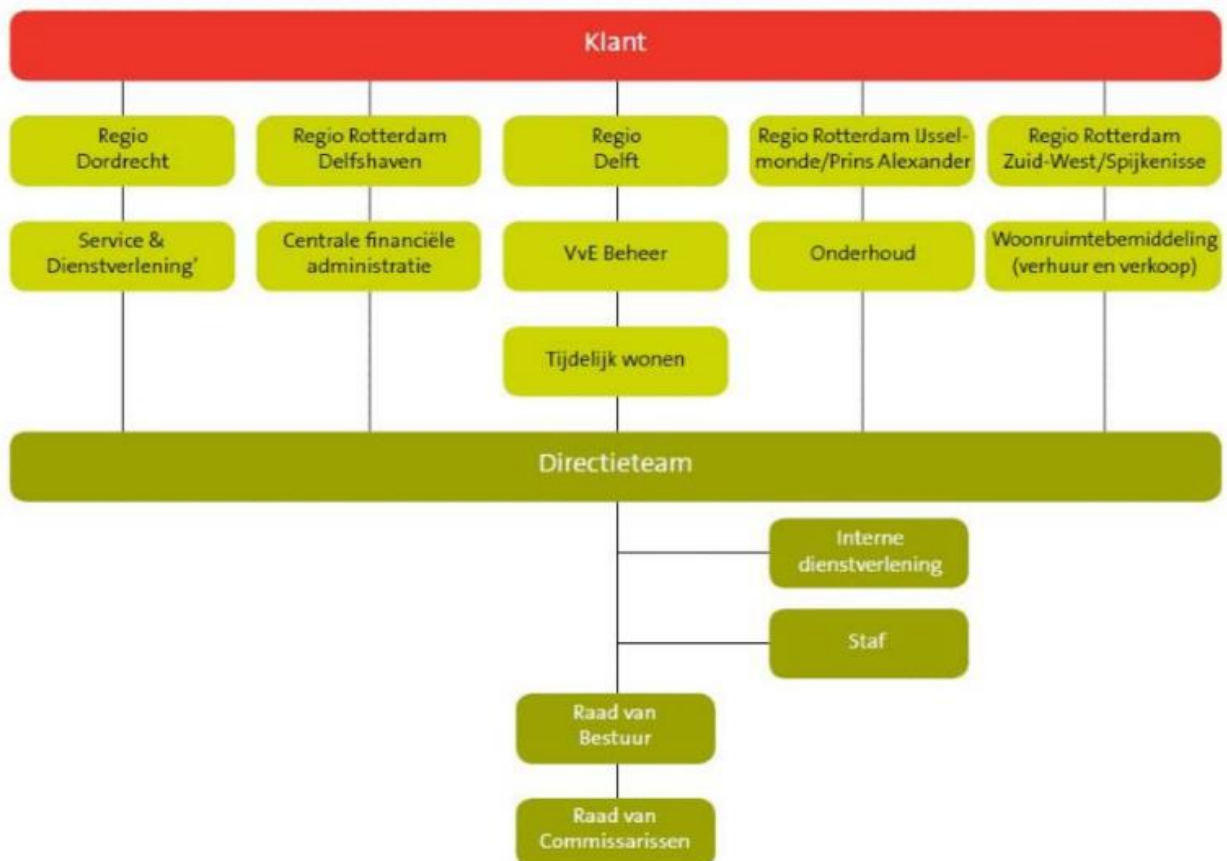 Klant
Regio
Dordrecht
Regio Rotterdam
Delfshaven
Regio
Delft
Regio Rotterdam IJssel-
monde/Prins Alexander
Regio Rotterdam
Zuid-West/Spijkenisse
Service &
Dienstverlening'
Centrale financiële
administratie
VvE Beheer
Onderhoud
Woonruimtebemiddeling
(verhuur en verkoop)
Tijdelijk wonen
Directieteam
Interne
dienstverlening
Staf
Raad van
Bestuur
Raad van
Commissarissen